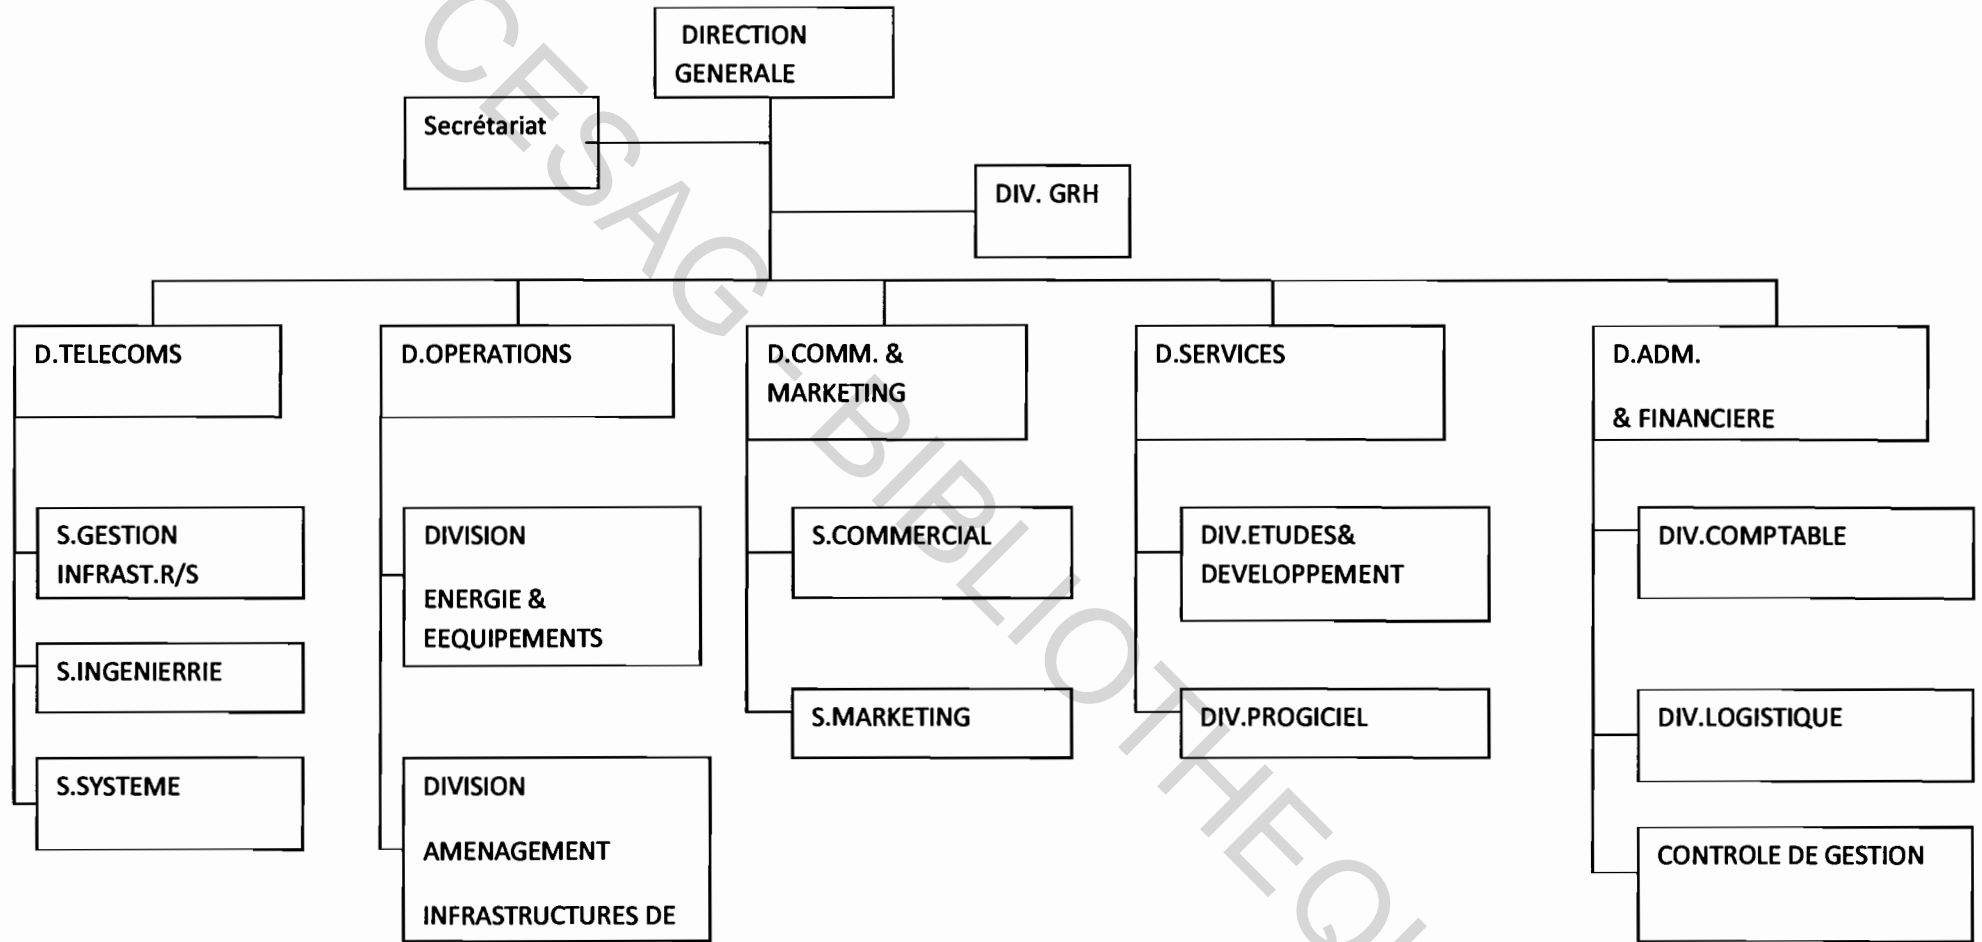 DIRECTION
GENERALE
Secrétariat
DIV. GRH
D.TELECOMS
D.OPERATIONS
D.COMM. &
MARKETING
D.SERVICES
D.ADM.
& FINANCIERE
S.GESTION
INFRAST.R/S
S.INGENIERRIE
S.SYSTEME
DIVISION
ENERGIE &
EEQUIPEMENTS
DIVISION
AMENAGEMENT
INFRASTRUCTURES DE
S.COMMERCIAL
S.MARKETING
DIV.ETUDES&
DEVELOPPEMENT
DIV.PROGICIEL
DIV.COMPTABLE
DIV.LOGISTIQUE
CONTROLE DE GESTION
CESAG - BIBLIOTHEQU